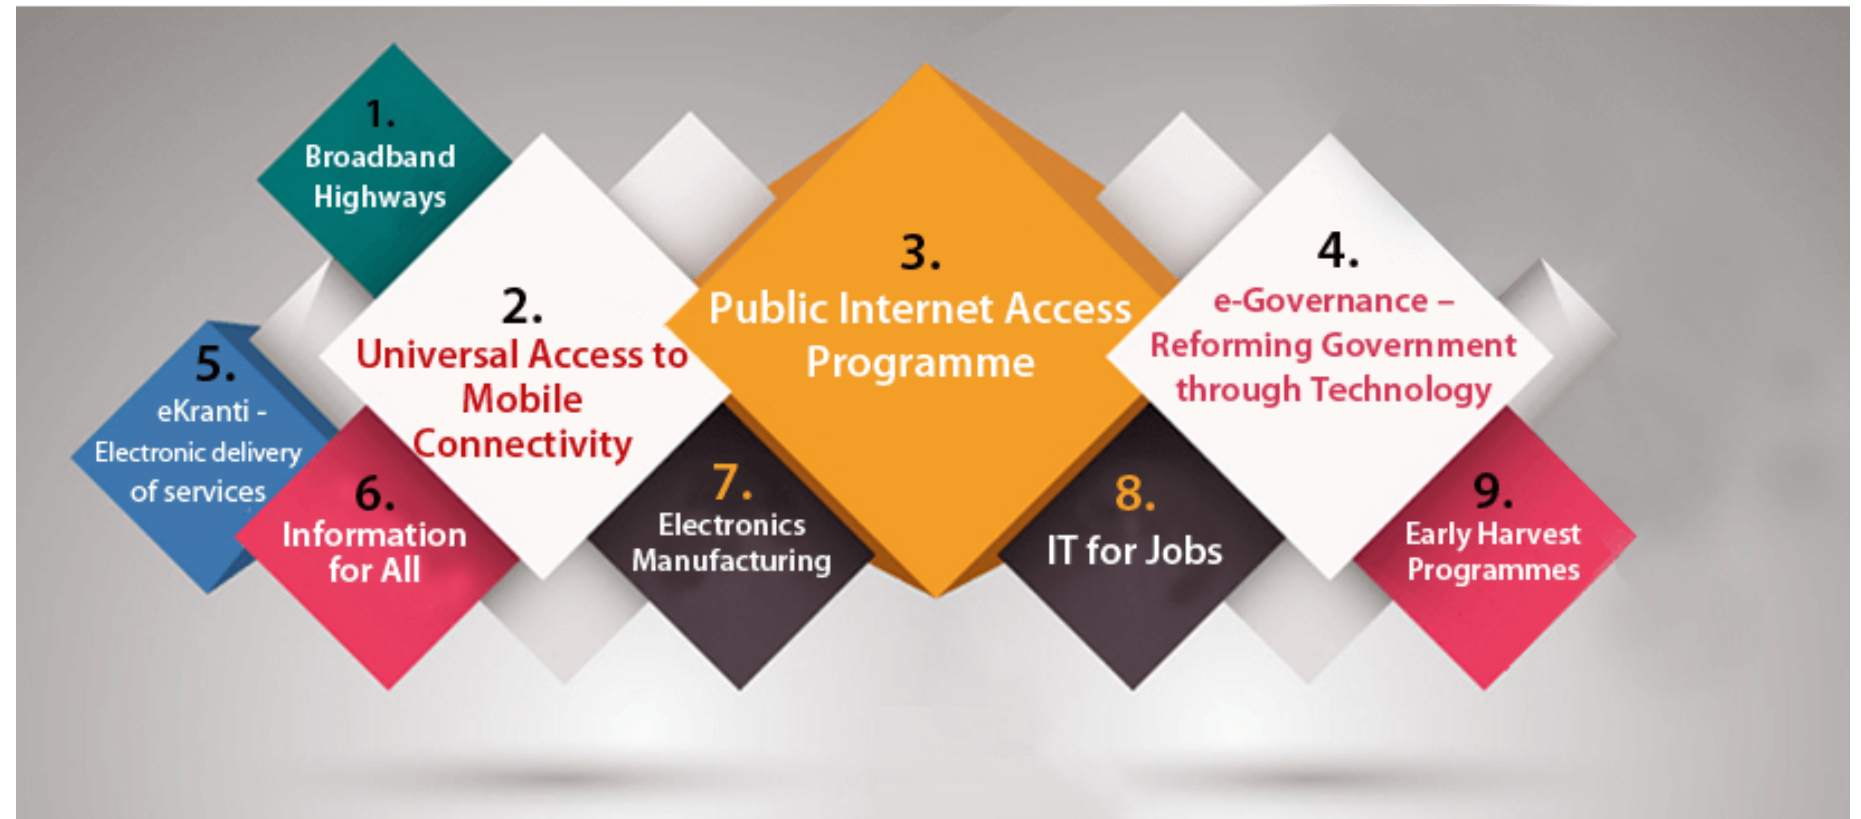 1.
Broadband
Highways
2.
Universal Access to
Mobile
Connectivity
3.
Public Internet Access
Programme
4.
e-Governance –
Reforming Government
through Technology
5.
eKranti -
Electronic delivery
of services
6.
Information
for All
7.
Electronics
Manufacturing
8.
IT for Jobs
9.
Early Harvest
Programmes